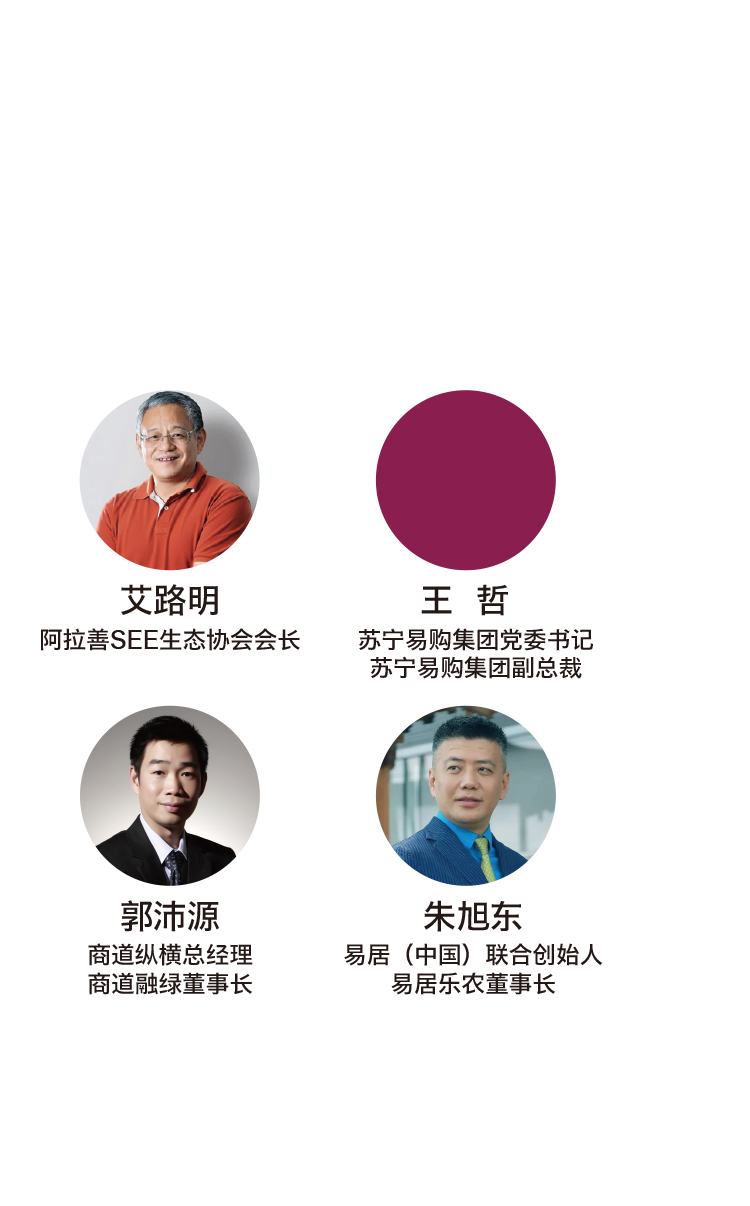 艾路明
阿拉善SEE生态协会会长
王 哲
苏宁易购集团党委书记
苏宁易购集团副总裁
郭沛源
商道纵横总经理
商道融绿董事长
朱旭东
易居（中国）联合创始人
易居乐农董事长